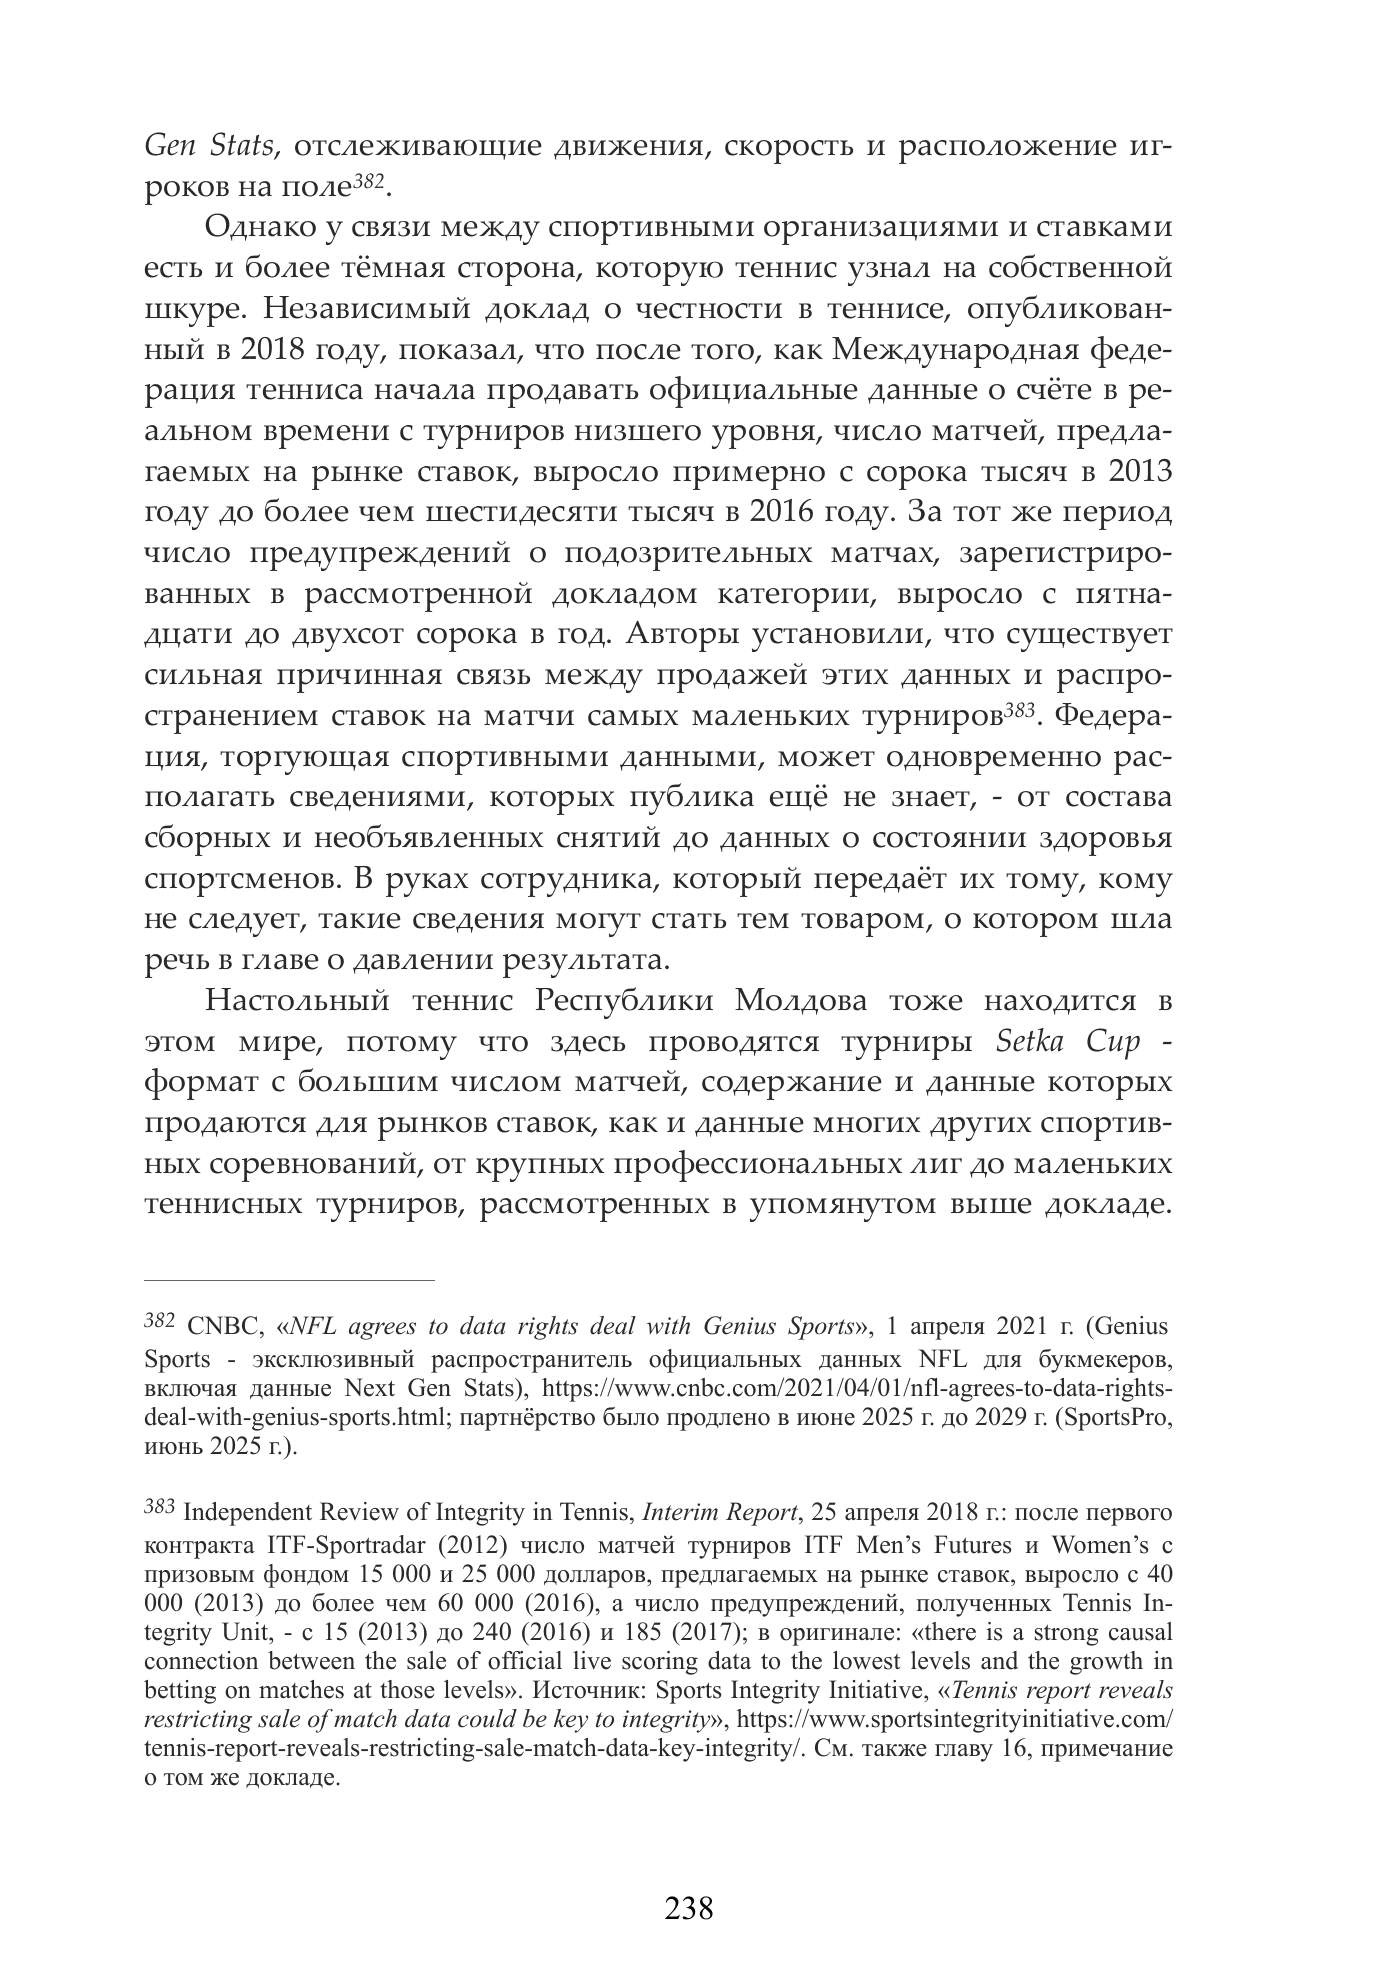 Gen Stats, отслеживающие движения, скорость и расположение иг-
роков на поле382.
Однако у связи между спортивными организациями и ставками
есть и более тёмная сторона, которую теннис узнал на собственной
шкуре. Независимый доклад о честности в теннисе, опубликован-
ный в 2018 году, показал, что после того, как Международная феде-
рация тенниса начала продавать официальные данные о счёте в ре-
альном времени с турниров низшего уровня, число матчей, предла-
гаемых на рынке ставок, выросло примерно с сорока тысяч в 2013
году до более чем шестидесяти тысяч в 2016 году. За тот же период
число предупреждений о подозрительных матчах, зарегистриро-
ванных в рассмотренной докладом категории, выросло с пятна-
дцати до двухсот сорока в год. Авторы установили, что существует
сильная причинная связь между продажей этих данных и распро-
странением ставок на матчи самых маленьких турниров383. Федера-
ция, торгующая спортивными данными, может одновременно рас-
полагать сведениями, которых публика ещё не знает, - от состава
сборных и необъявленных снятий до данных о состоянии здоровья
спортсменов. В руках сотрудника, который передаёт их тому, кому
не следует, такие сведения могут стать тем товаром, о котором шла
речь в главе о давлении результата.
Настольный теннис Республики Молдова тоже находится в
этом мире, потому что здесь проводятся турниры Setka Cup -
формат с большим числом матчей, содержание и данные которых
продаются для рынков ставок, как и данные многих других спортив-
ных соревнований, от крупных профессиональных лиг до маленьких
теннисных турниров, рассмотренных в упомянутом выше докладе.
382 CNBC, «NFL agrees to data rights deal with Genius Sports», 1 апреля 2021 г. (Genius
Sports - эксклюзивный распространитель официальных данных NFL для букмекеров,
включая данные Next Gen Stats), https://www.cnbc.com/2021/04/01/nfl-agrees-to-data-rights-
deal-with-genius-sports.html; партнёрство было продлено в июне 2025 г. до 2029 г. (SportsPro,
июнь 2025 г.).
383 Independent Review of Integrity in Tennis, Interim Report, 25 апреля 2018 г.: после первого
контракта ITF-Sportradar (2012) число матчей турниров ITF Men’s Futures и Women’s с
призовым фондом 15 000 и 25 000 долларов, предлагаемых на рынке ставок, выросло с 40
000 (2013) до более чем 60 000 (2016), а число предупреждений, полученных Tennis In-
tegrity Unit, - с 15 (2013) до 240 (2016) и 185 (2017); в оригинале: «there is a strong causal
connection between the sale of official live scoring data to the lowest levels and the growth in
betting on matches at those levels». Источник: Sports Integrity Initiative, «Tennis report reveals
restricting sale of match data could be key to integrity», https://www.sportsintegrityinitiative.com/
tennis-report-reveals-restricting-sale-match-data-key-integrity/. См. также главу 16, примечание
о том же докладе.
238